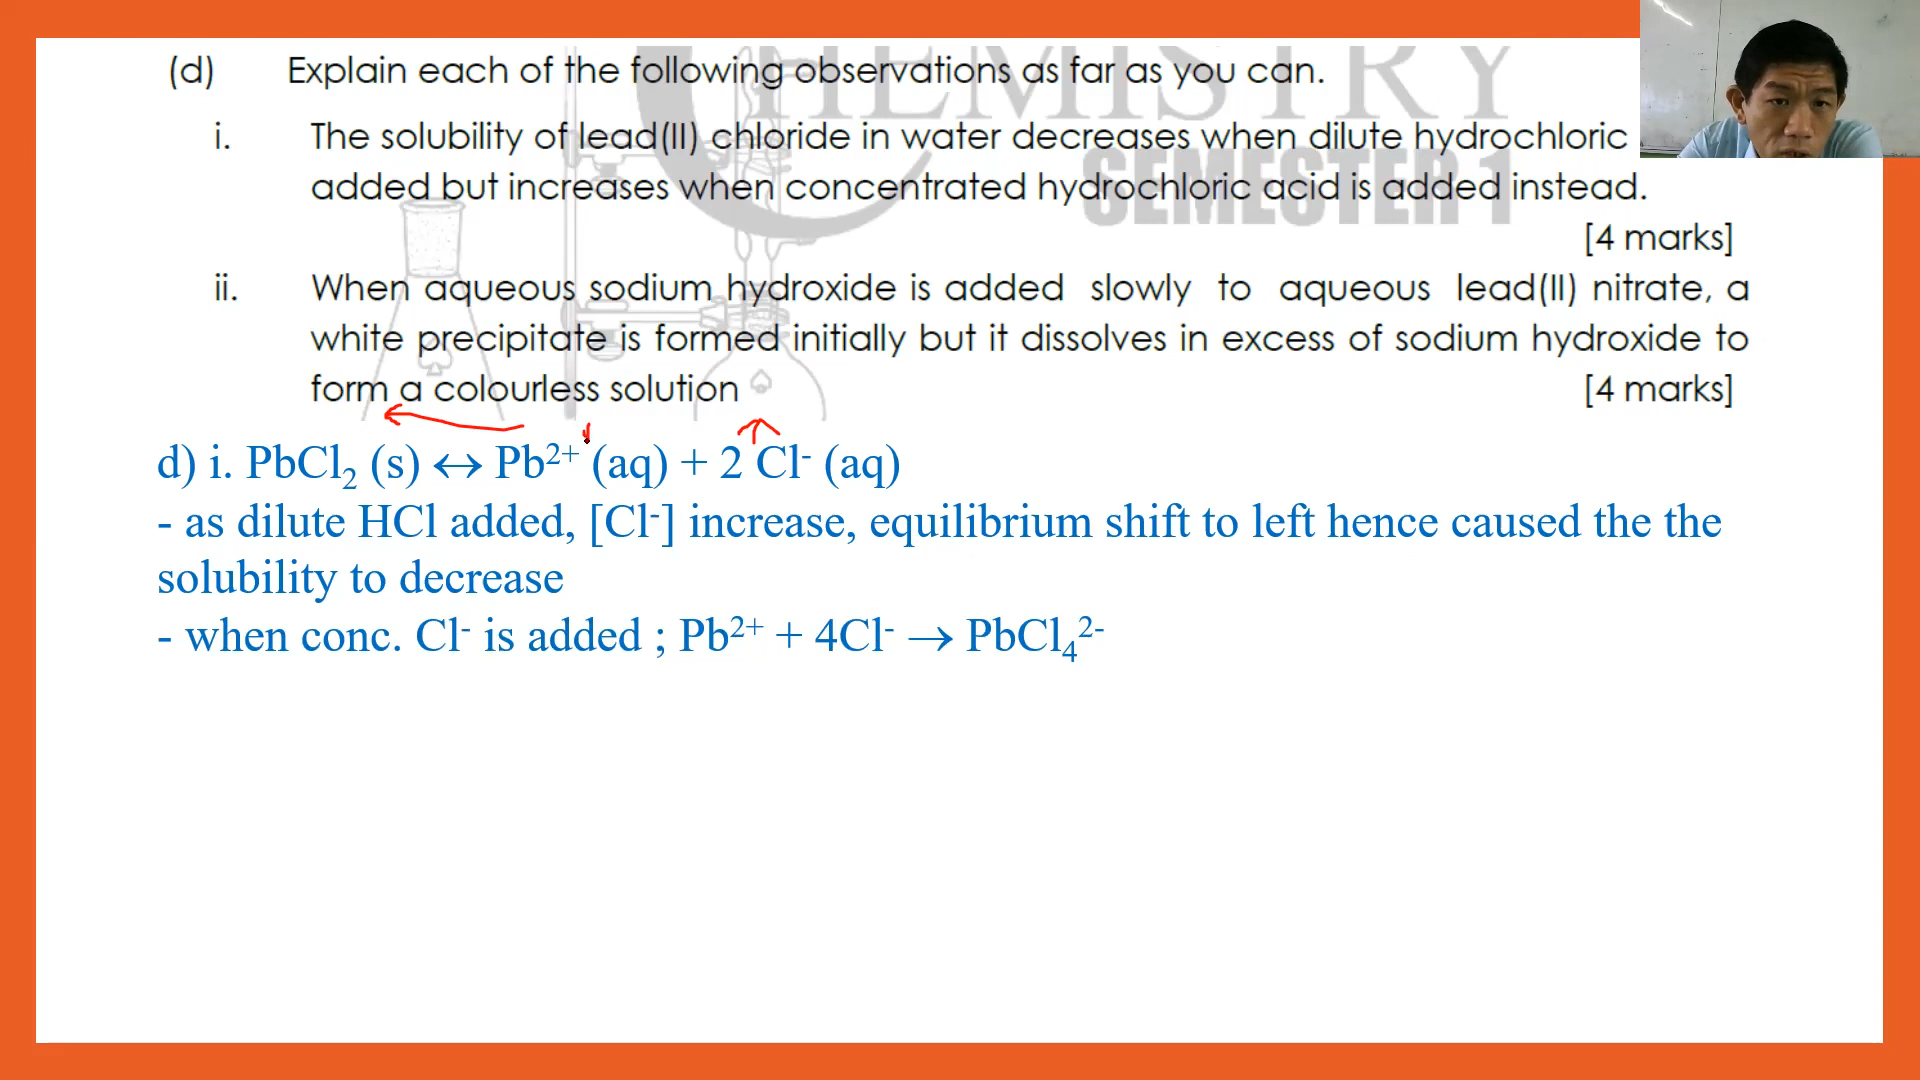 CHEMISTRY
SEMESTER 1
(d) Explain each of the following observations as far as you can.
i. The solubility of lead(II) chloride in water decreases when dilute hydrochloric
added but increases when concentrated hydrochloric acid is added instead.
[4 marks]
ii. When aqueous sodium hydroxide is added slowly to aqueous lead(II) nitrate, a
white precipitate is formed initially but it dissolves in excess of sodium hydroxide to
form a colourless solution [4 marks]
d) i. PbCl₂ (s) ↔ Pb²⁺ (aq) + 2 Cl⁻ (aq)
- as dilute HCl added, [Cl⁻] increase, equilibrium shift to left hence caused the the
solubility to decrease
- when conc. Cl⁻ is added ; Pb²⁺ + 4Cl⁻ → PbCl₄²⁻